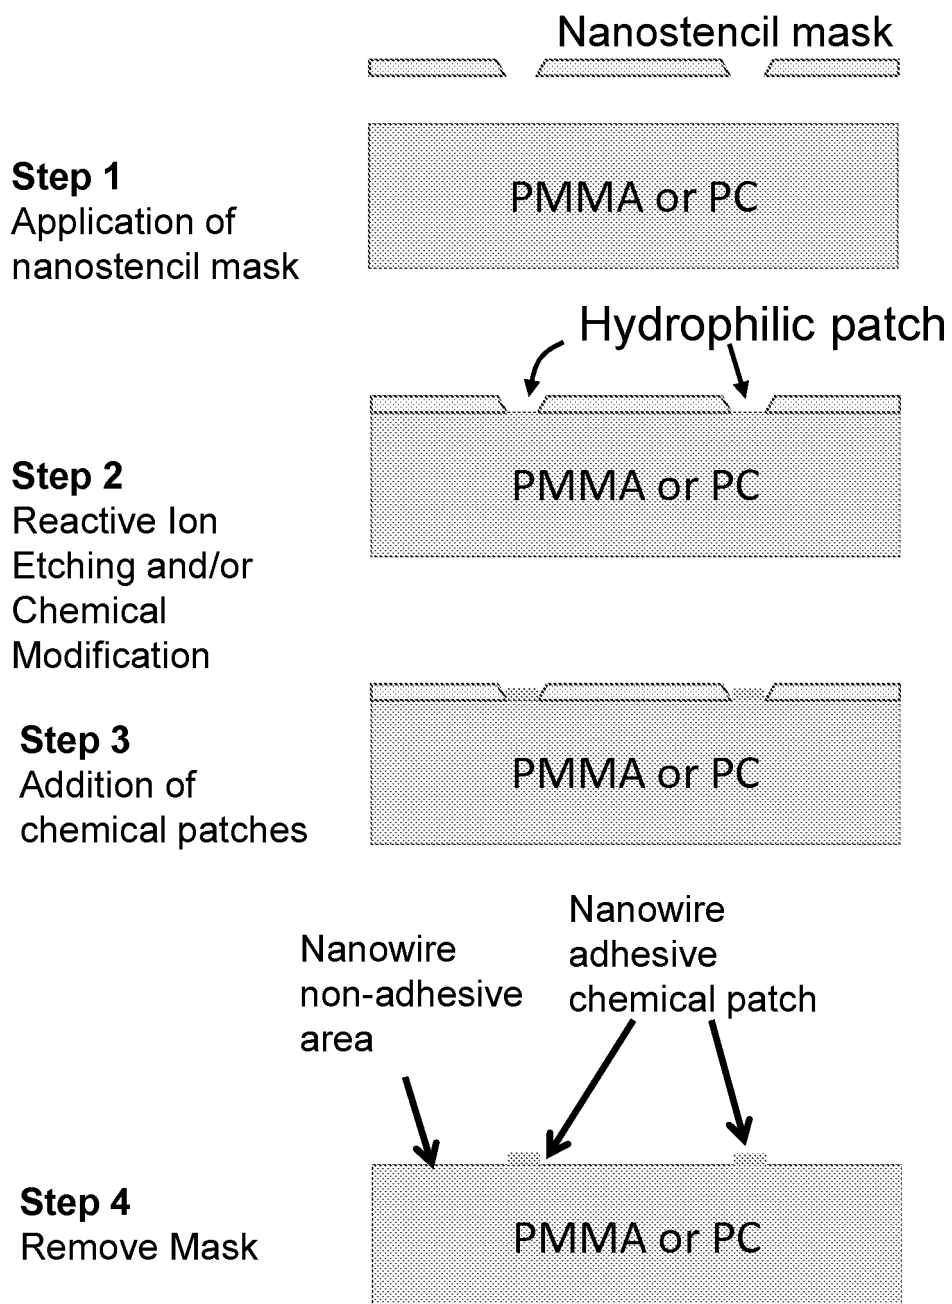 Nanostencil mask
Step 1
Application of
nanostencil mask
PMMA or PC
Hydrophilic patch
Step 2
Reactive Ion
Etching and/or
Chemical
Modification
PMMA or PC
Step 3
Addition of
chemical patches
PMMA or PC
Nanowire
non-adhesive
area
Nanowire
adhesive
chemical patch
Step 4
Remove Mask
PMMA or PC